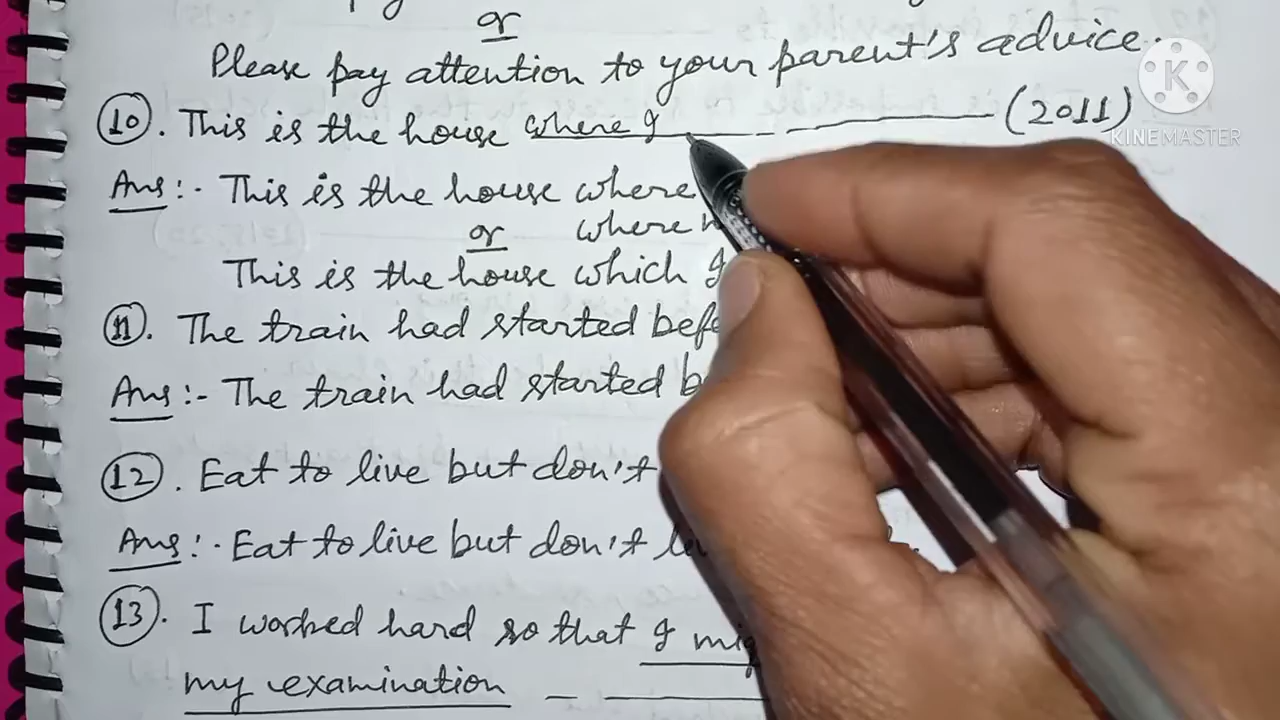 or
Please pay attention to your parent's advice.
(10). This is the house where I (2011)
Ans :- This is the house where
or where
This is the house which I
(11). The train had started
Ans :- The train had started
(12). Eat to live but don't
Ans :- Eat to live but don't
(13). I worked hard so that I
my examination
K
KINEMASTER